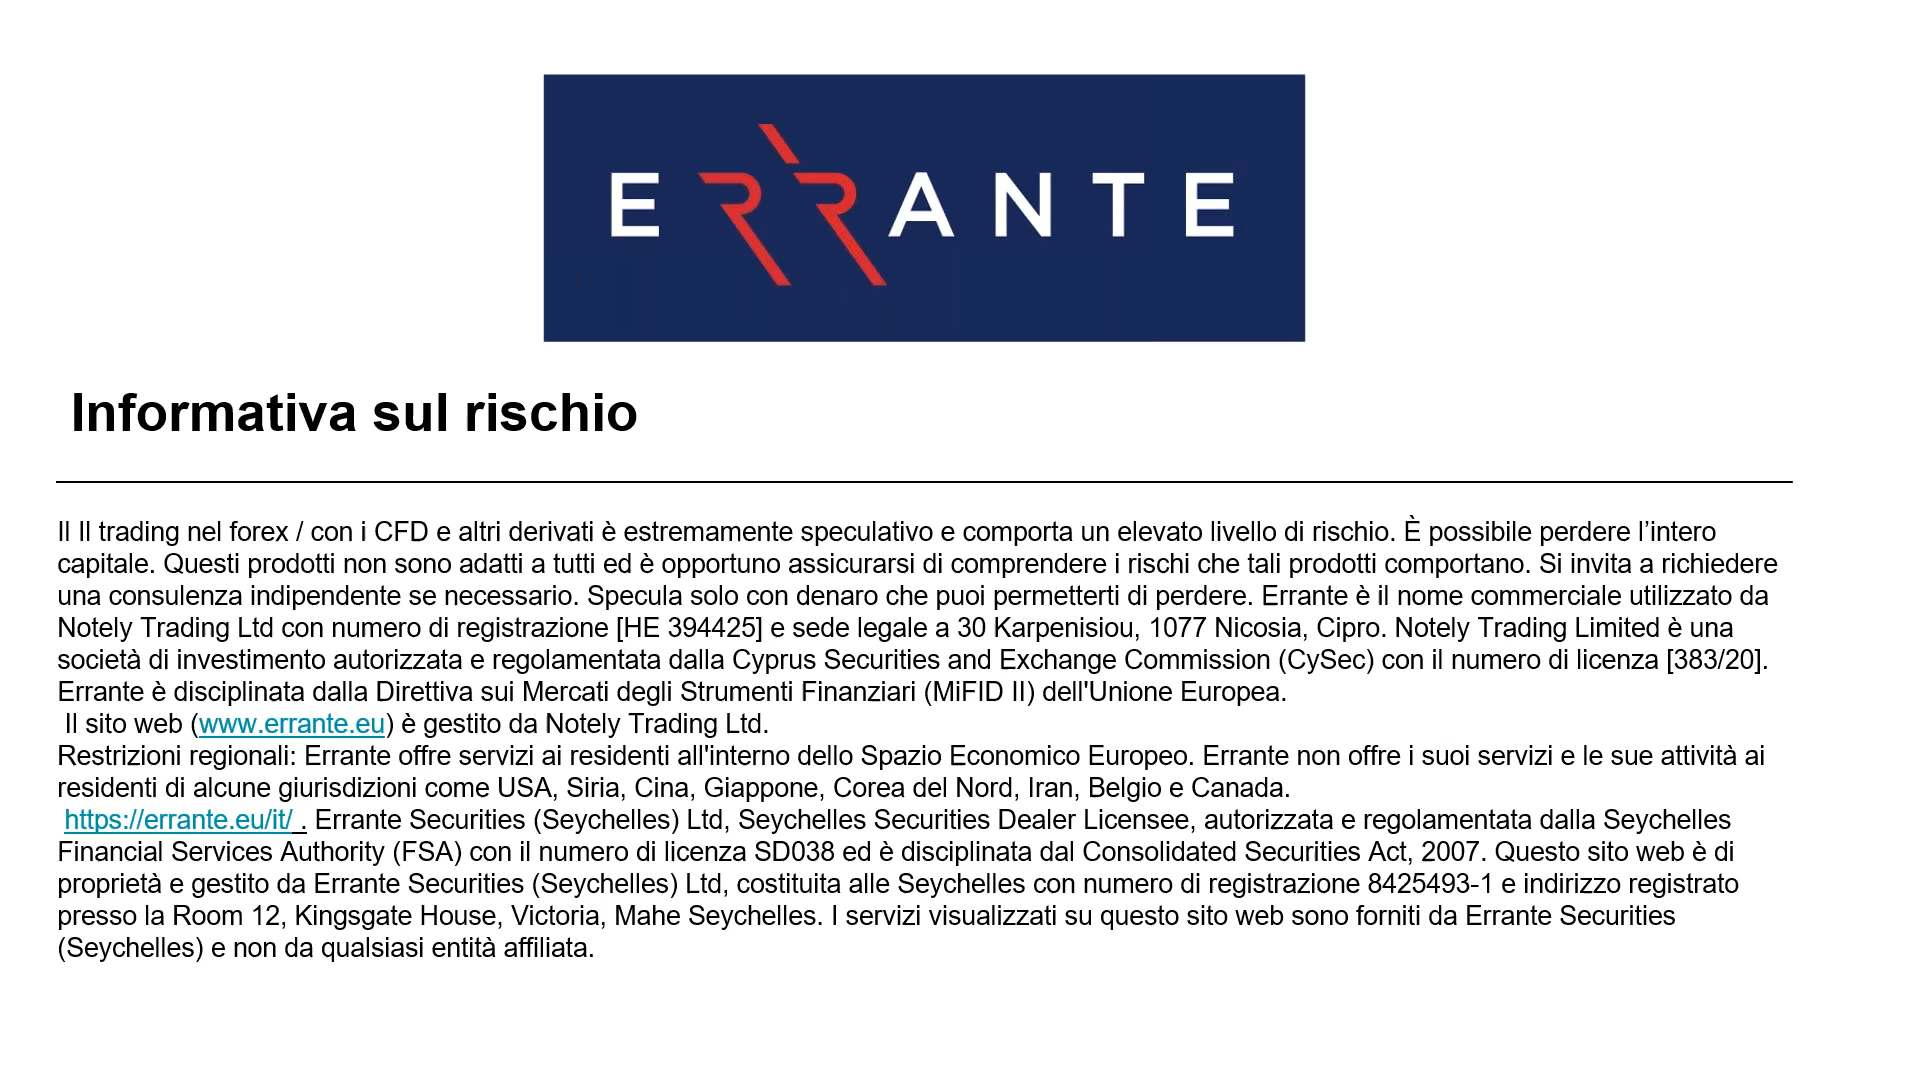 ERRANTE
Informativa sul rischio
Il Il trading nel forex / con i CFD e altri derivati è estremamente speculativo e comporta un elevato livello di rischio. È possibile perdere l’intero
capitale. Questi prodotti non sono adatti a tutti ed è opportuno assicurarsi di comprendere i rischi che tali prodotti comportano. Si invita a richiedere
una consulenza indipendente se necessario. Specula solo con denaro che puoi permetterti di perdere. Errante è il nome commerciale utilizzato da
Notely Trading Ltd con numero di registrazione [HE 394425] e sede legale a 30 Karpenisiou, 1077 Nicosia, Cipro. Notely Trading Limited è una
società di investimento autorizzata e regolamentata dalla Cyprus Securities and Exchange Commission (CySec) con il numero di licenza [383/20].
Errante è disciplinata dalla Direttiva sui Mercati degli Strumenti Finanziari (MiFID II) dell'Unione Europea.
Il sito web (www.errante.eu) è gestito da Notely Trading Ltd.
Restrizioni regionali: Errante offre servizi ai residenti all'interno dello Spazio Economico Europeo. Errante non offre i suoi servizi e le sue attività ai
residenti di alcune giurisdizioni come USA, Siria, Cina, Giappone, Corea del Nord, Iran, Belgio e Canada.
https://errante.eu/it/ . Errante Securities (Seychelles) Ltd, Seychelles Securities Dealer Licensee, autorizzata e regolamentata dalla Seychelles
Financial Services Authority (FSA) con il numero di licenza SD038 ed è disciplinata dal Consolidated Securities Act, 2007. Questo sito web è di
proprietà e gestito da Errante Securities (Seychelles) Ltd, costituita alle Seychelles con numero di registrazione 8425493-1 e indirizzo registrato
presso la Room 12, Kingsgate House, Victoria, Mahe Seychelles. I servizi visualizzati su questo sito web sono forniti da Errante Securities
(Seychelles) e non da qualsiasi entità affiliata.